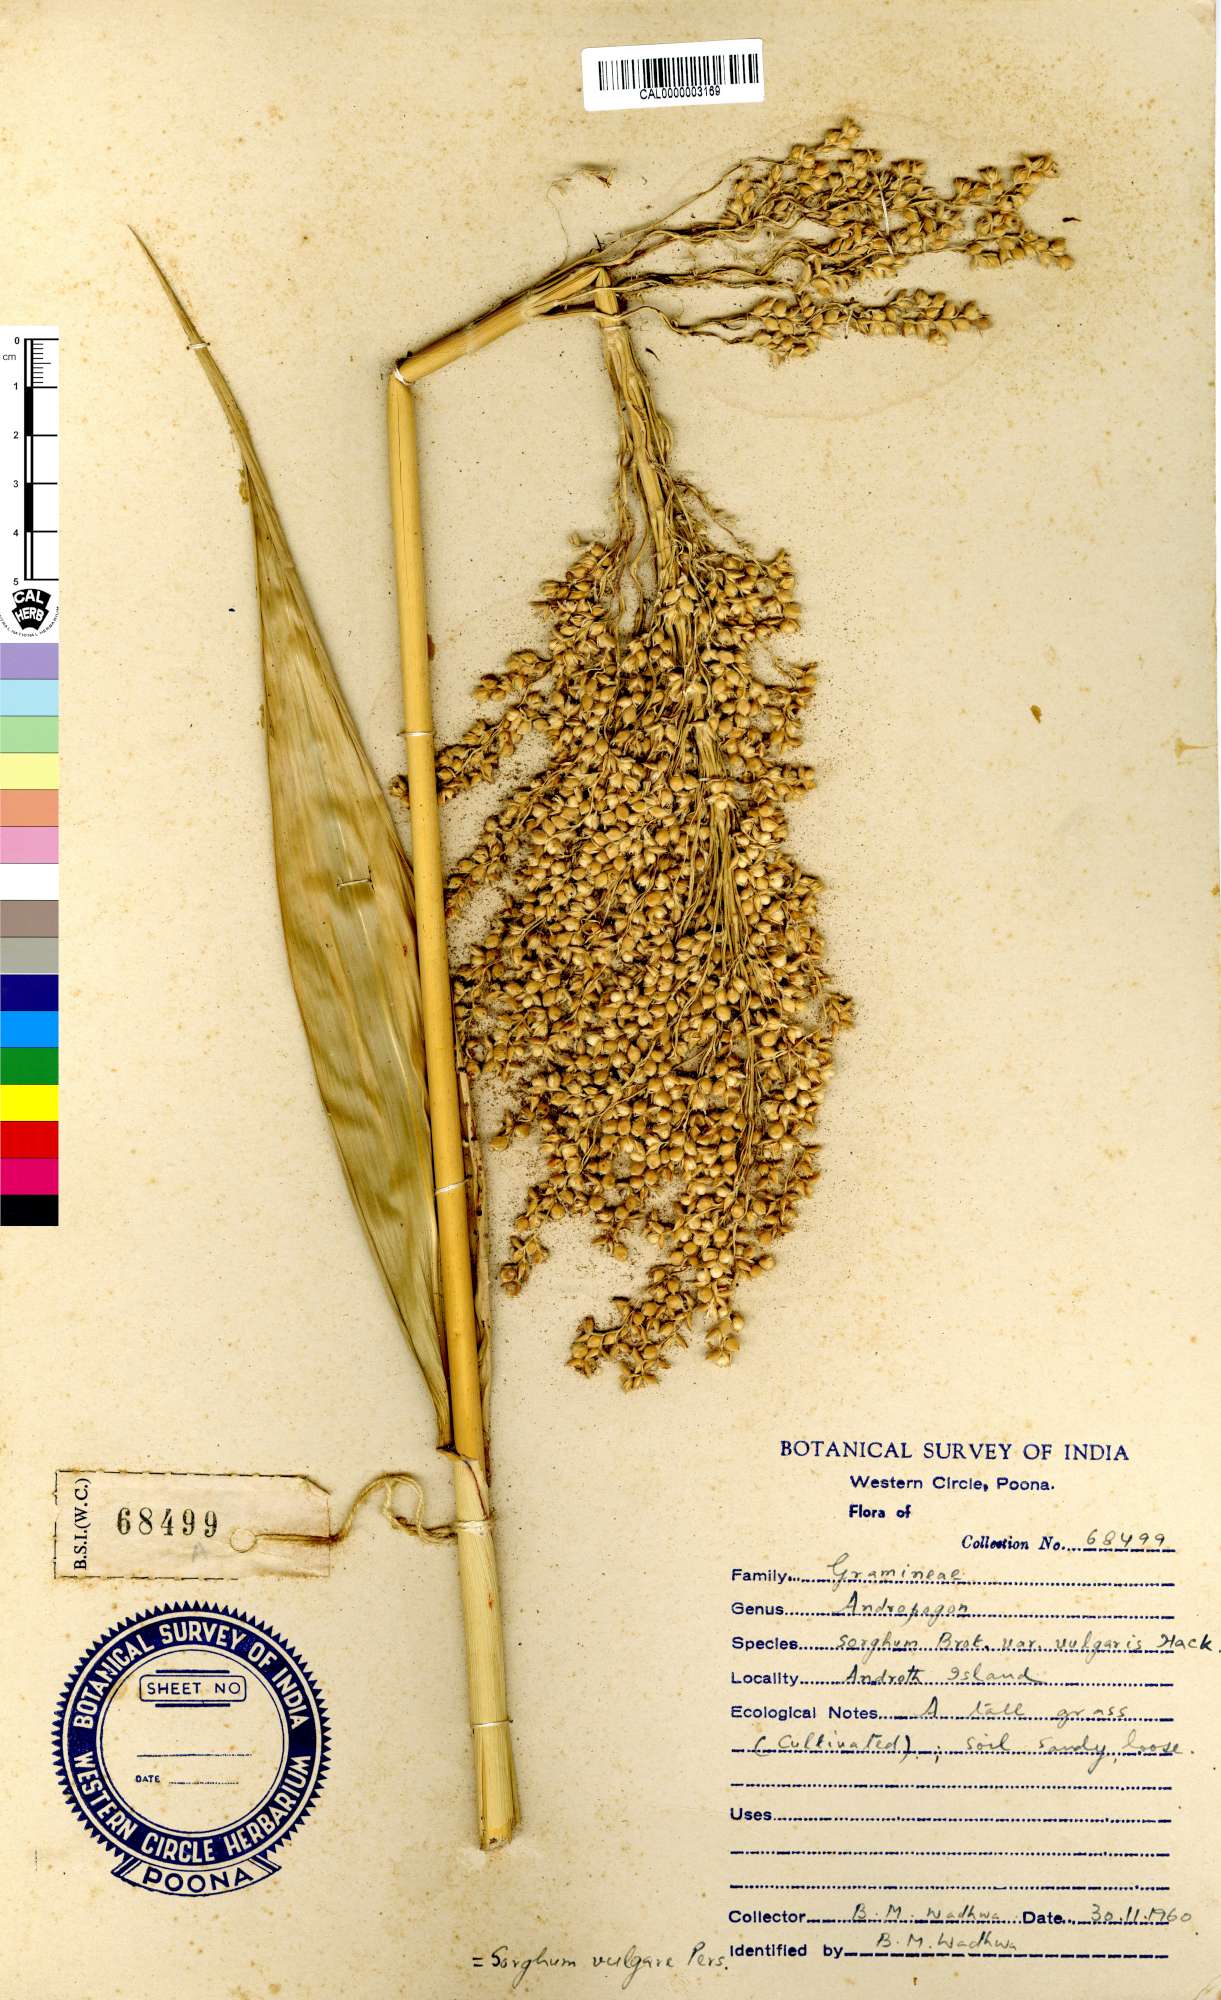 CAL0000003169
0
cm
1
2
3
4
5
CAL
HERB
BOTANICAL SURVEY OF INDIA
Western Circle, Poona.
Flora of
Collection No. 68499
Family Gramineae
Genus Andropogon
Species Sorghum Brot. var. vulgaris Hack.
Locality Androth Island
Ecological Notes A tall grass
(Cultivated); soil sandy, loose.
Uses
Collector B. M. Wadhwa Date 30.11.1960
Identified by B. M. Wadhwa
= Sorghum vulgare Pers.
B.S.I.(W.C.) 68499
A
BOTANICAL SURVEY OF INDIA
SHEET NO
DATE
WESTERN CIRCLE HERBARIUM
POONA